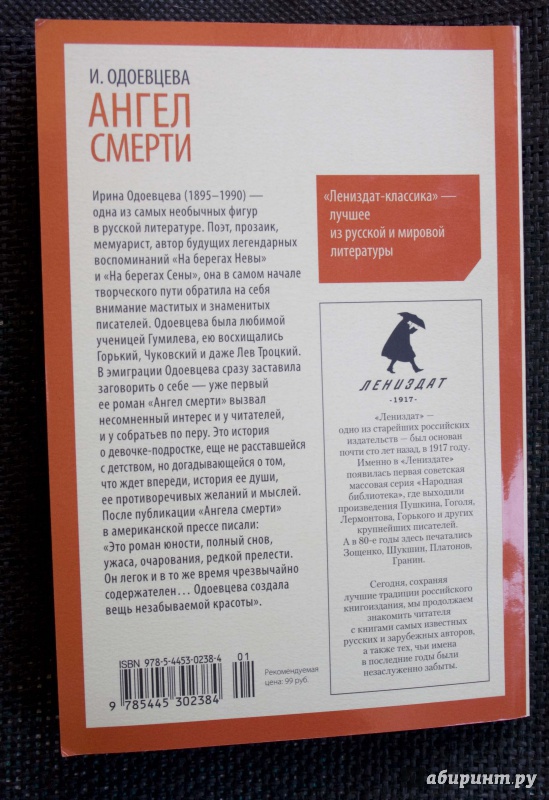 И. ОДОЕВЦЕВА
АНГЕЛ
СМЕРТИ
Ирина Одоевцева (1895–1990) —
одна из самых необычных фигур
в русской литературе. Поэт, прозаик,
мемуарист, автор будущих легендарных
воспоминаний «На берегах Невы»
и «На берегах Сены», она в самом начале
творческого пути обратила на себя
внимание маститых и знаменитых
писателей. Одоевцева была любимой
ученицей Гумилева, ею восхищались
Горький, Чуковский и даже Лев Троцкий.
В эмиграции Одоевцева сразу заставила
заговорить о себе — уже первый
ее роман «Ангел смерти» вызвал
несомненный интерес и у читателей,
и у собратьев по перу. Это история
о девочке-подростке, еще не расставшейся
с детством, но догадывающейся о том,
что ждет впереди, история ее души,
ее противоречивых желаний и мыслей.
После публикации «Ангела смерти»
в американской прессе писали:
«Это роман юности, полный снов,
ужаса, очарования, редкой прелести.
Он легок и в то же время чрезвычайно
содержателен... Одоевцева создала
вещь незабываемой красоты».
«Лениздат-классика» —
лучшее
из русской и мировой
литературы
ЛЕНИЗДАТ
-1917-
«Лениздат» —
одно из старейших российских
издательств – был основан
почти сто лет назад, в 1917 году.
Именно в «Лениздате»
появилась первая советская
массовая серия «Народная
библиотека», где выходили
произведения Пушкина, Гоголя,
Лермонтова, Горького и других
крупнейших писателей.
А в 80-е годы здесь печатались
Зощенко, Шукшин, Платонов,
Гранин.
Сегодня, сохраняя
лучшие традиции российского
книгоиздания, мы продолжаем
знакомить читателя
с книгами самых известных
русских и зарубежных авторов,
а также тех, чьи имена
в последние годы были
незаслуженно забыты.
ISBN 978-5-4453-0238-4
01
9 785445 302384
Рекомендуемая
цена: 99 руб.
абиринт.ру